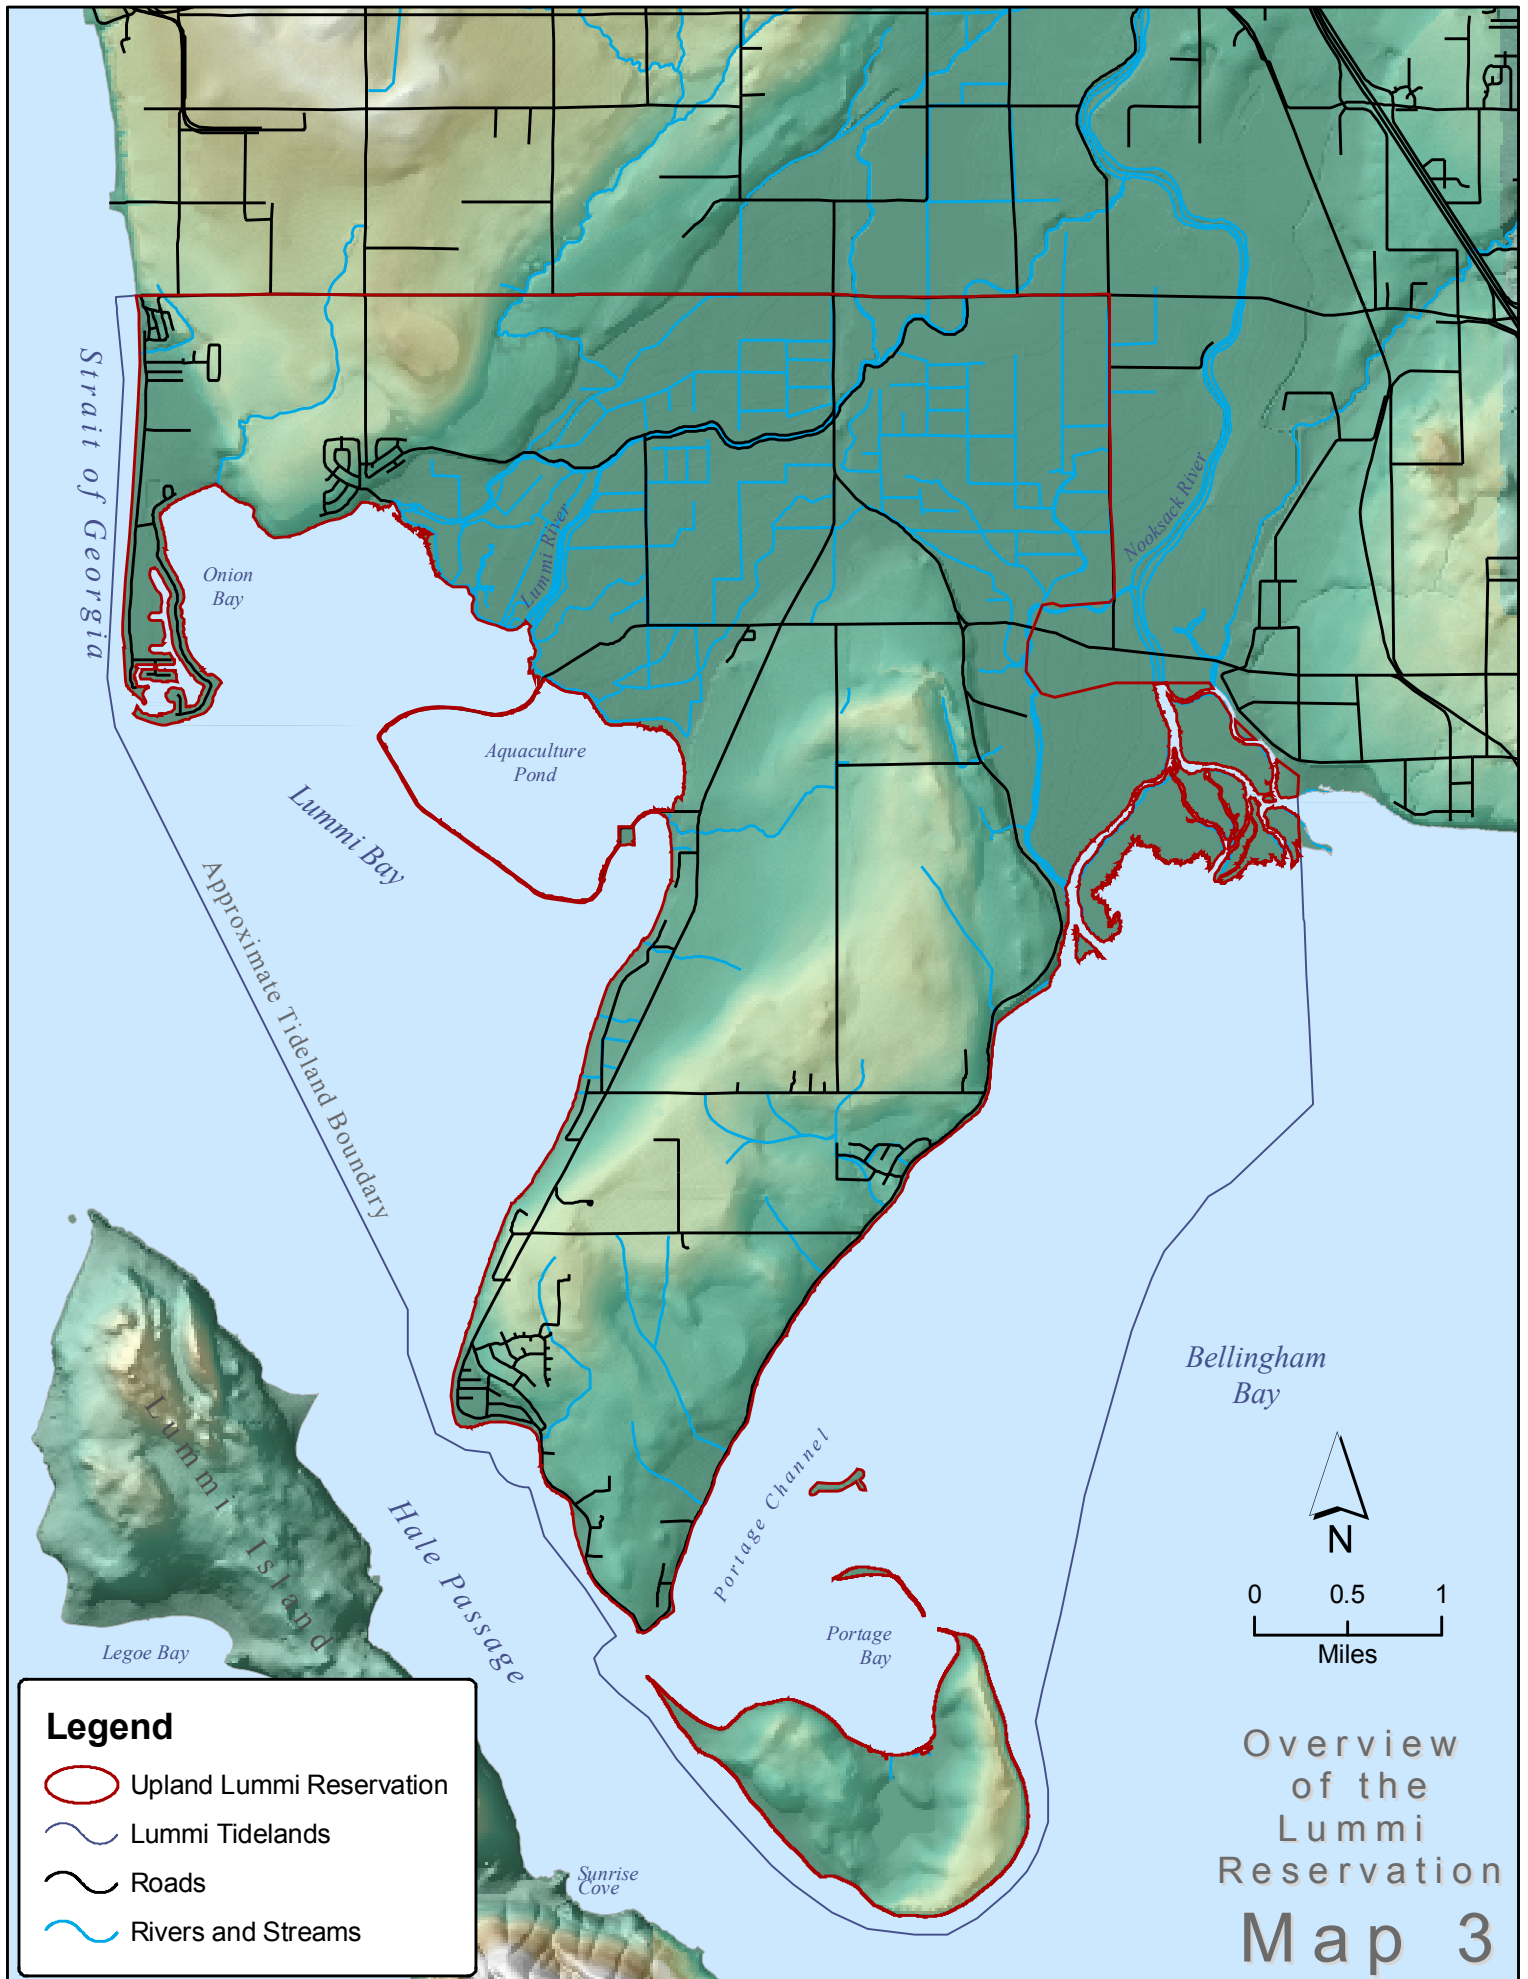 Strait of Georgia
Onion
Bay
Lummi River
Nooksack River
Aquaculture
Pond
Lummi Bay
Approximate Tideland Boundary
Bellingham
Bay
Portage Channel
Lummi Island
Hale Passage
N
0 0.5 1
Miles
Portage
Bay
Legoe Bay
Sunrise
Cove
Legend
Upland Lummi Reservation
Lummi Tidelands
Roads
Rivers and Streams
Overview
of the
Lummi
Reservation
Map 3